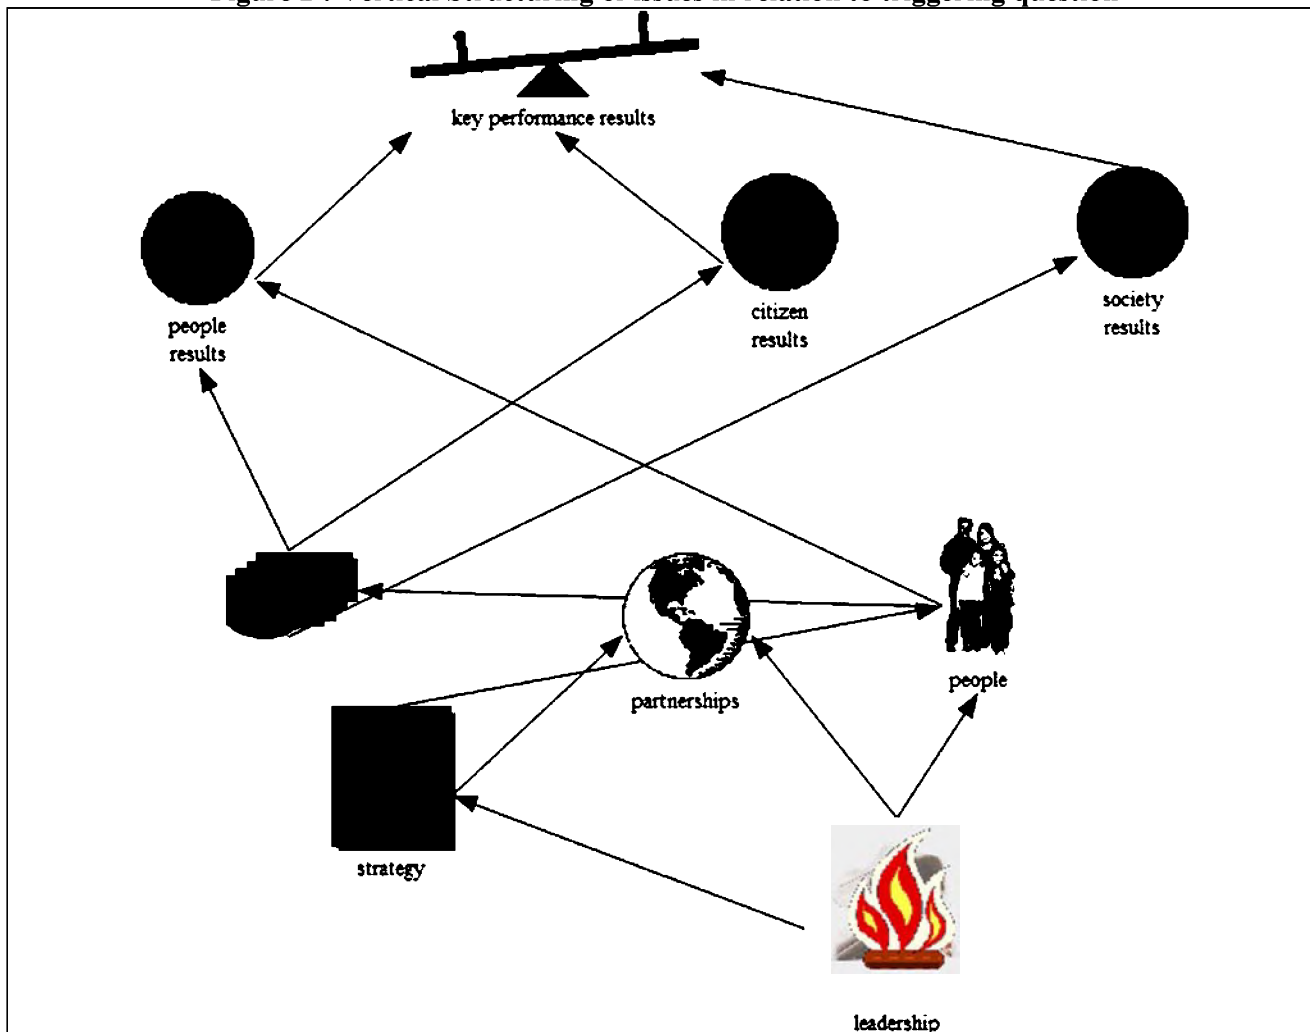 key performance results
people
results
citizen
results
society
results
partnerships
people
strategy
leadership